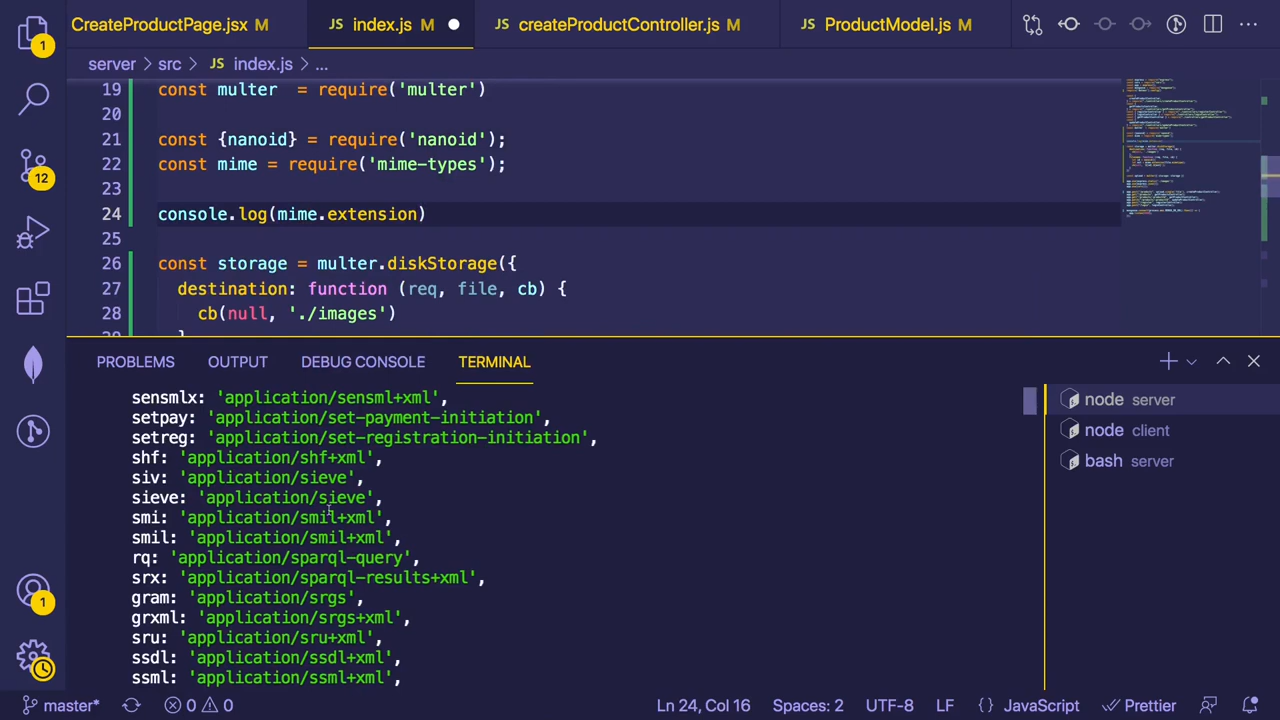 CreateProductPage.jsx M
JS index.js M
JS createProductController.js M
JS ProductModel.js M
server > src > JS index.js > ...
19 const multer = require('multer')
20
21 const {nanoid} = require('nanoid');
22 const mime = require('mime-types');
23
24 console.log(mime.extension)
25
26 const storage = multer.diskStorage({
27 destination: function (req, file, cb) {
28 cb(null, './images')
PROBLEMS OUTPUT DEBUG CONSOLE TERMINAL
sensmlx: 'application/sensml+xml',
setpay: 'application/set-payment-initiation',
setreg: 'application/set-registration-initiation',
shf: 'application/shf+xml',
siv: 'application/sieve',
sieve: 'application/sieve',
smi: 'application/smil+xml',
smil: 'application/smil+xml',
rq: 'application/sparql-query',
srx: 'application/sparql-results+xml',
gram: 'application/srgs',
grxml: 'application/srgs+xml',
sru: 'application/sru+xml',
ssdl: 'application/ssdl+xml',
ssml: 'application/ssml+xml',
node server
node client
bash server
1
12
1
master* 0 0 Ln 24, Col 16 Spaces: 2 UTF-8 LF {} JavaScript Prettier